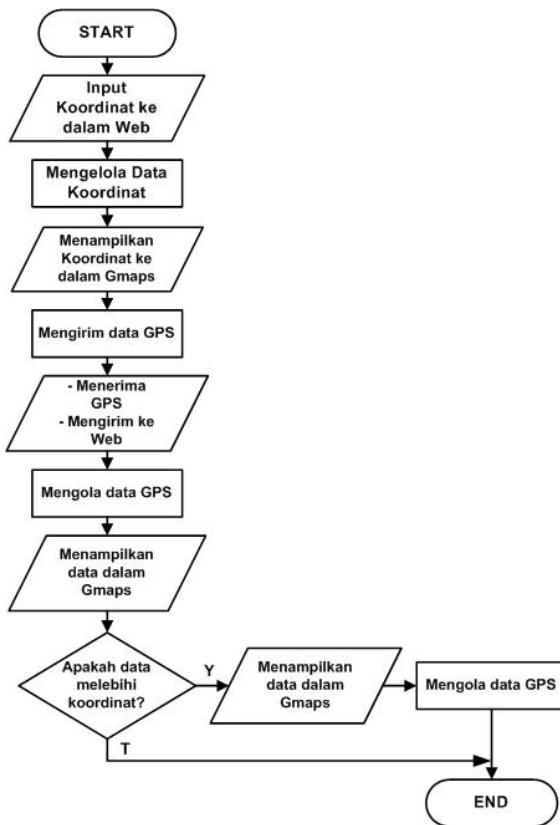 START
Input
Koordinat ke
dalam Web
Mengelola Data
Koordinat
Menampilkan
Koordinat ke
dalam Gmaps
Mengirim data GPS
- Menerima
GPS
- Mengirim ke
Web
Mengola data GPS
Menampilkan
data dalam
Gmaps
Apakah data
melebihi
koordinat?
Y
Menampilkan
data dalam
Gmaps
Mengola data GPS
T
END